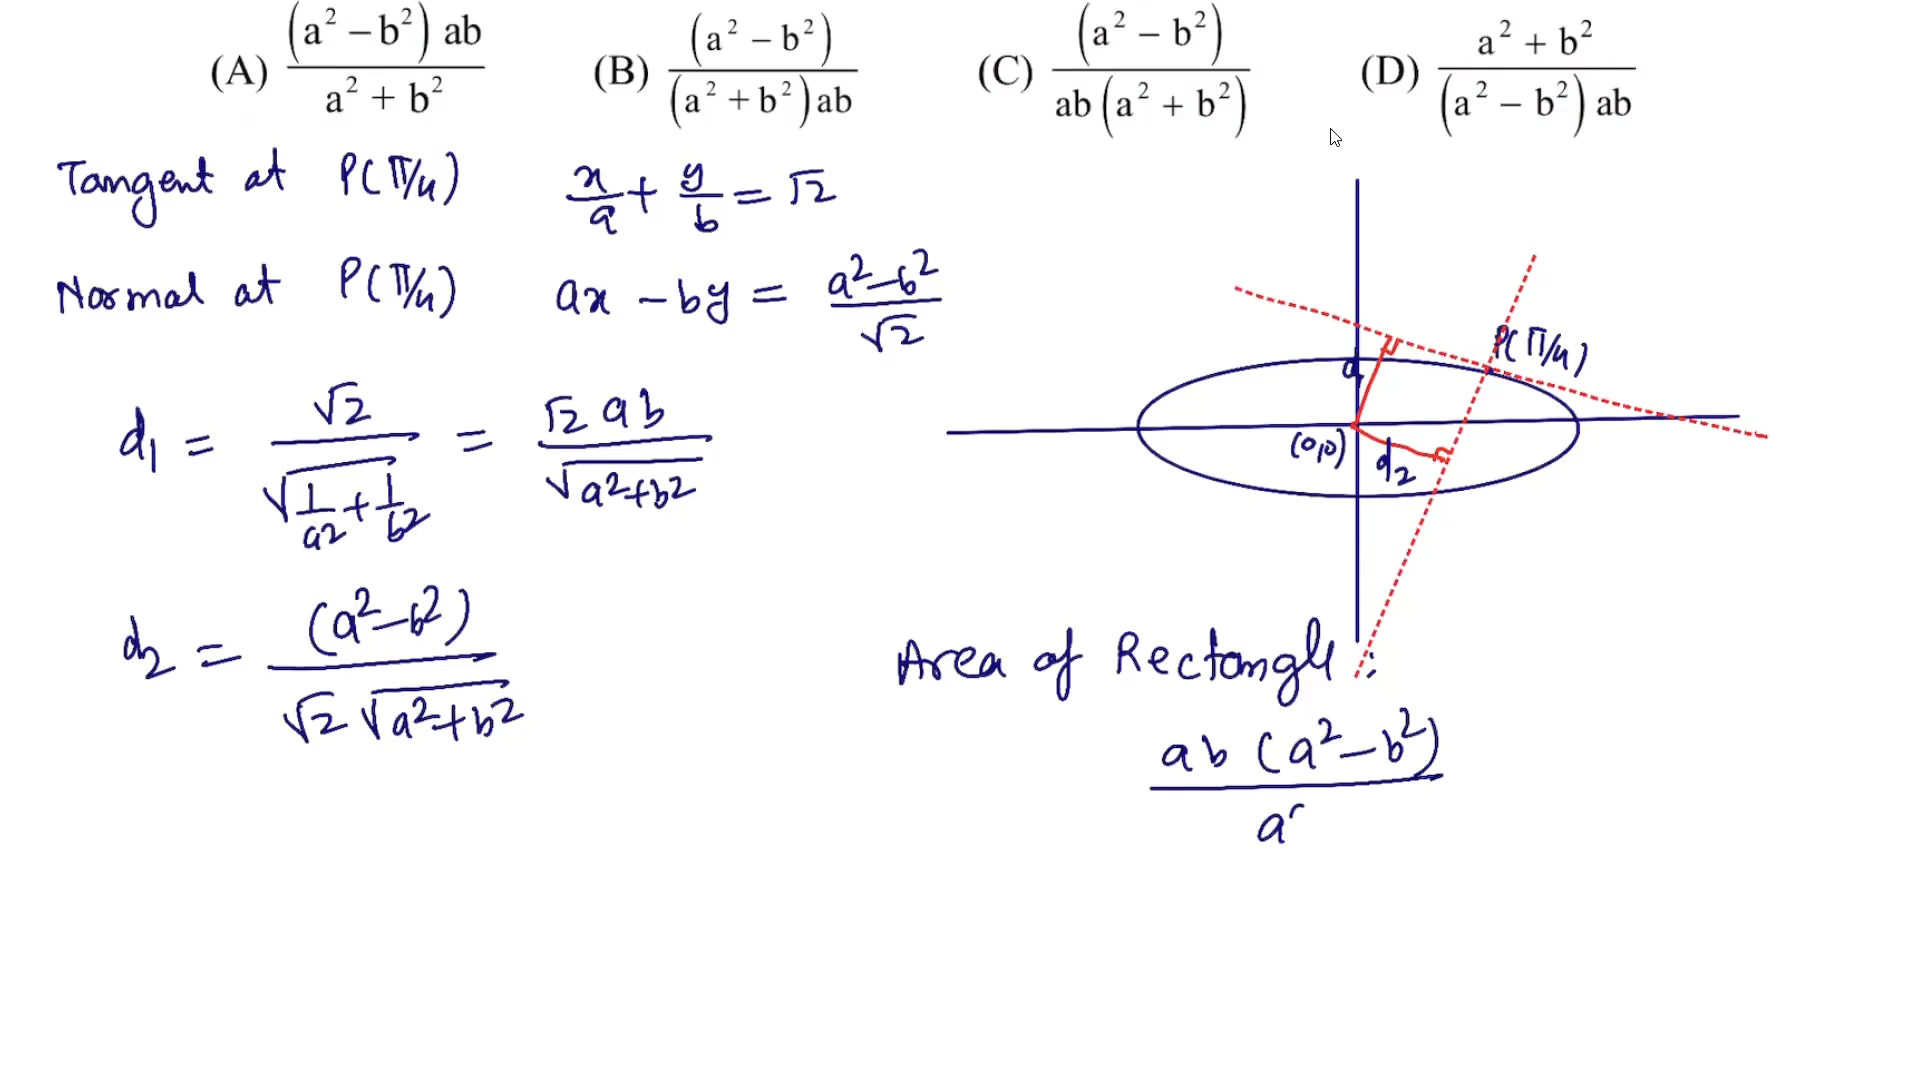 (A) (a² − b²) ab / a² + b² (B) (a² − b²) / (a² + b²) ab (C) (a² − b²) / ab (a² + b²) (D) a² + b² / (a² − b²) ab
Tangent at P(π/4) x/a + y/b = √2
Normal at P(π/4) ax − by = a² − b² / √2
d₁ = √2 / √(1/a² + 1/b²) = √2 ab / √(a² + b²)
d₂ = (a² − b²) / √2 √(a² + b²)
P(π/4)
d₁
(0,0)
d₂
Area of Rectangle :
ab (a² − b²)
a